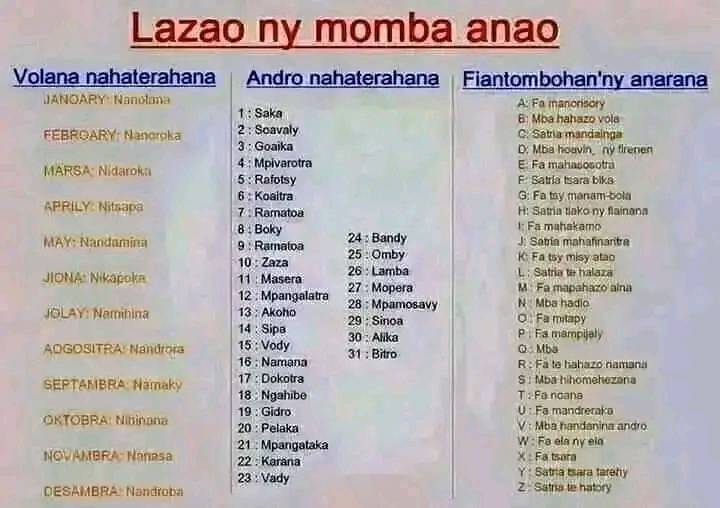 Lazao ny momba anao
Volana nahaterahana
JANOARY: Nanolana
FEBROARY: Nanoroka
MARSA: Nidaroka
APRILY: Nitsapa
MAY: Nandamina
JIONA: Nikapoka
JOLAY: Namihina
AOGOSITRA: Nandrora
SEPTAMBRA: Namaky
OKTOBRA: Nihinana
NOVAMBRA: Nanasa
DESAMBRA: Nandroba
Andro nahaterahana
1 : Saka
2 : Soavaly
3 : Goaika
4 : Mpivarotra
5 : Rafotsy
6 : Koaitra
7 : Ramatoa
8 : Boky
9 : Ramatoa
10 : Zaza
11 : Masera
12 : Mpangalatra
13 : Akoho
14 : Sipa
15 : Vody
16 : Namana
17 : Dokotra
18 : Ngahibe
19 : Gidro
20 : Pelaka
21 : Mpangataka
22 : Karana
23 : Vady
24 : Bandy
25 : Omby
26 : Lamba
27 : Mopera
28 : Mpamosavy
29 : Sinoa
30 : Alika
31 : Bitro
Fiantombohan'ny anarana
A: Fa manorisory
B: Mba hahazo vola
C: Satria mandainga
D: Mba hoavin, ny firenen
E: Fa mahasosotra
F: Satria tsara bika
G: Fa tsy manam-bola
H: Satria tiako ny fiainana
I: Fa mahakamo
J: Satria mahafinaritra
K: Fa tsy misy atao
L : Satria te halaza
M : Fa mapahazo aina
N : Mba hadio
O : Fa mitapy
P : Fa mampijaly
Q : Mba
R : Fa te hahazo namana
S : Mba hihomehezana
T : Fa noana
U : Fa mandreraka
V : Mba handanina andro
W : Fa ela ny ela
X : Fa tsara
Y : Satria tsara tarehy
Z : Satria te hatory